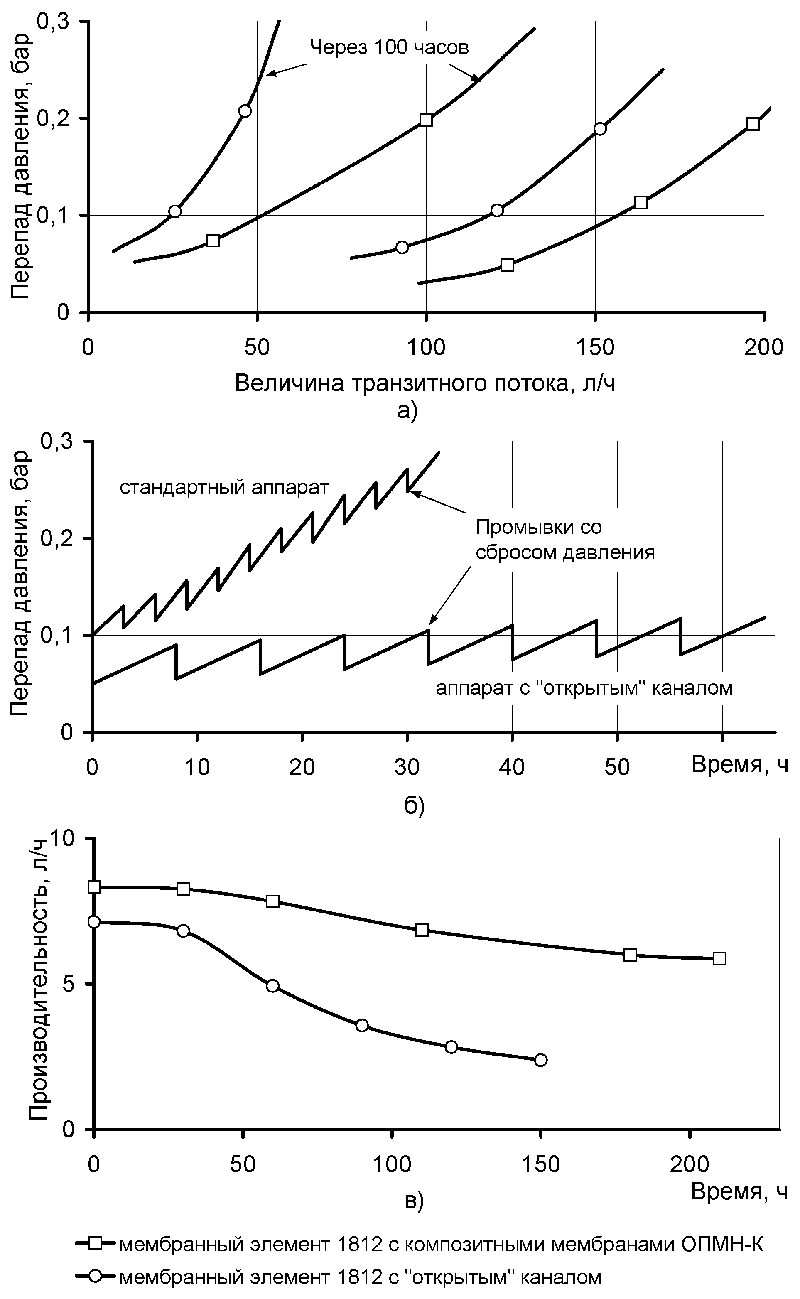 Перепад давления, бар
0,3
0,2
0,1
0
Через 100 часов
0 50 100 150 200
Величина транзитного потока, л/ч
а)
Перепад давления, бар
0,3
0,2
0,1
0
стандартный аппарат
Промывки со
сбросом давления
аппарат с "открытым" каналом
0 10 20 30 40 50 Время, ч
б)
Производительность, л/ч
10
5
0
0 50 100 150 200
Время, ч
в)
мембранный элемент 1812 с композитными мембранами ОПМН-К
мембранный элемент 1812 с "открытым" каналом